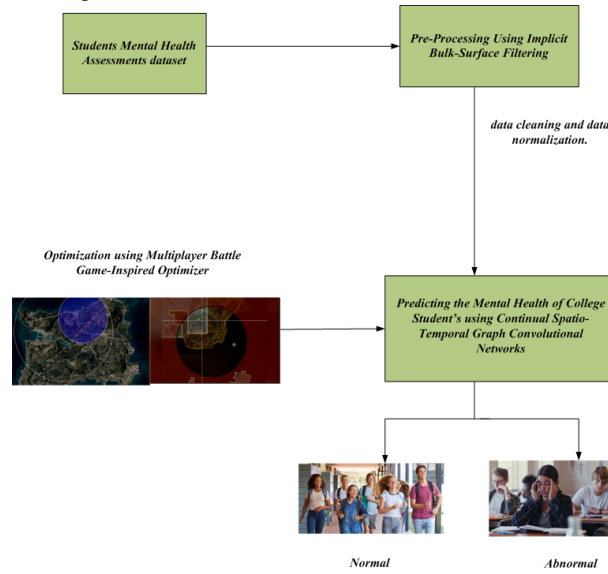 Students Mental Health
Assessments dataset
Pre-Processing Using Implicit
Bulk-Surface Filtering
data cleaning and data
normalization.
Optimization using Multiplayer Battle
Game-Inspired Optimizer
Predicting the Mental Health of College
Student's using Continual Spatio-
Temporal Graph Convolutional
Networks
Normal
Abnormal